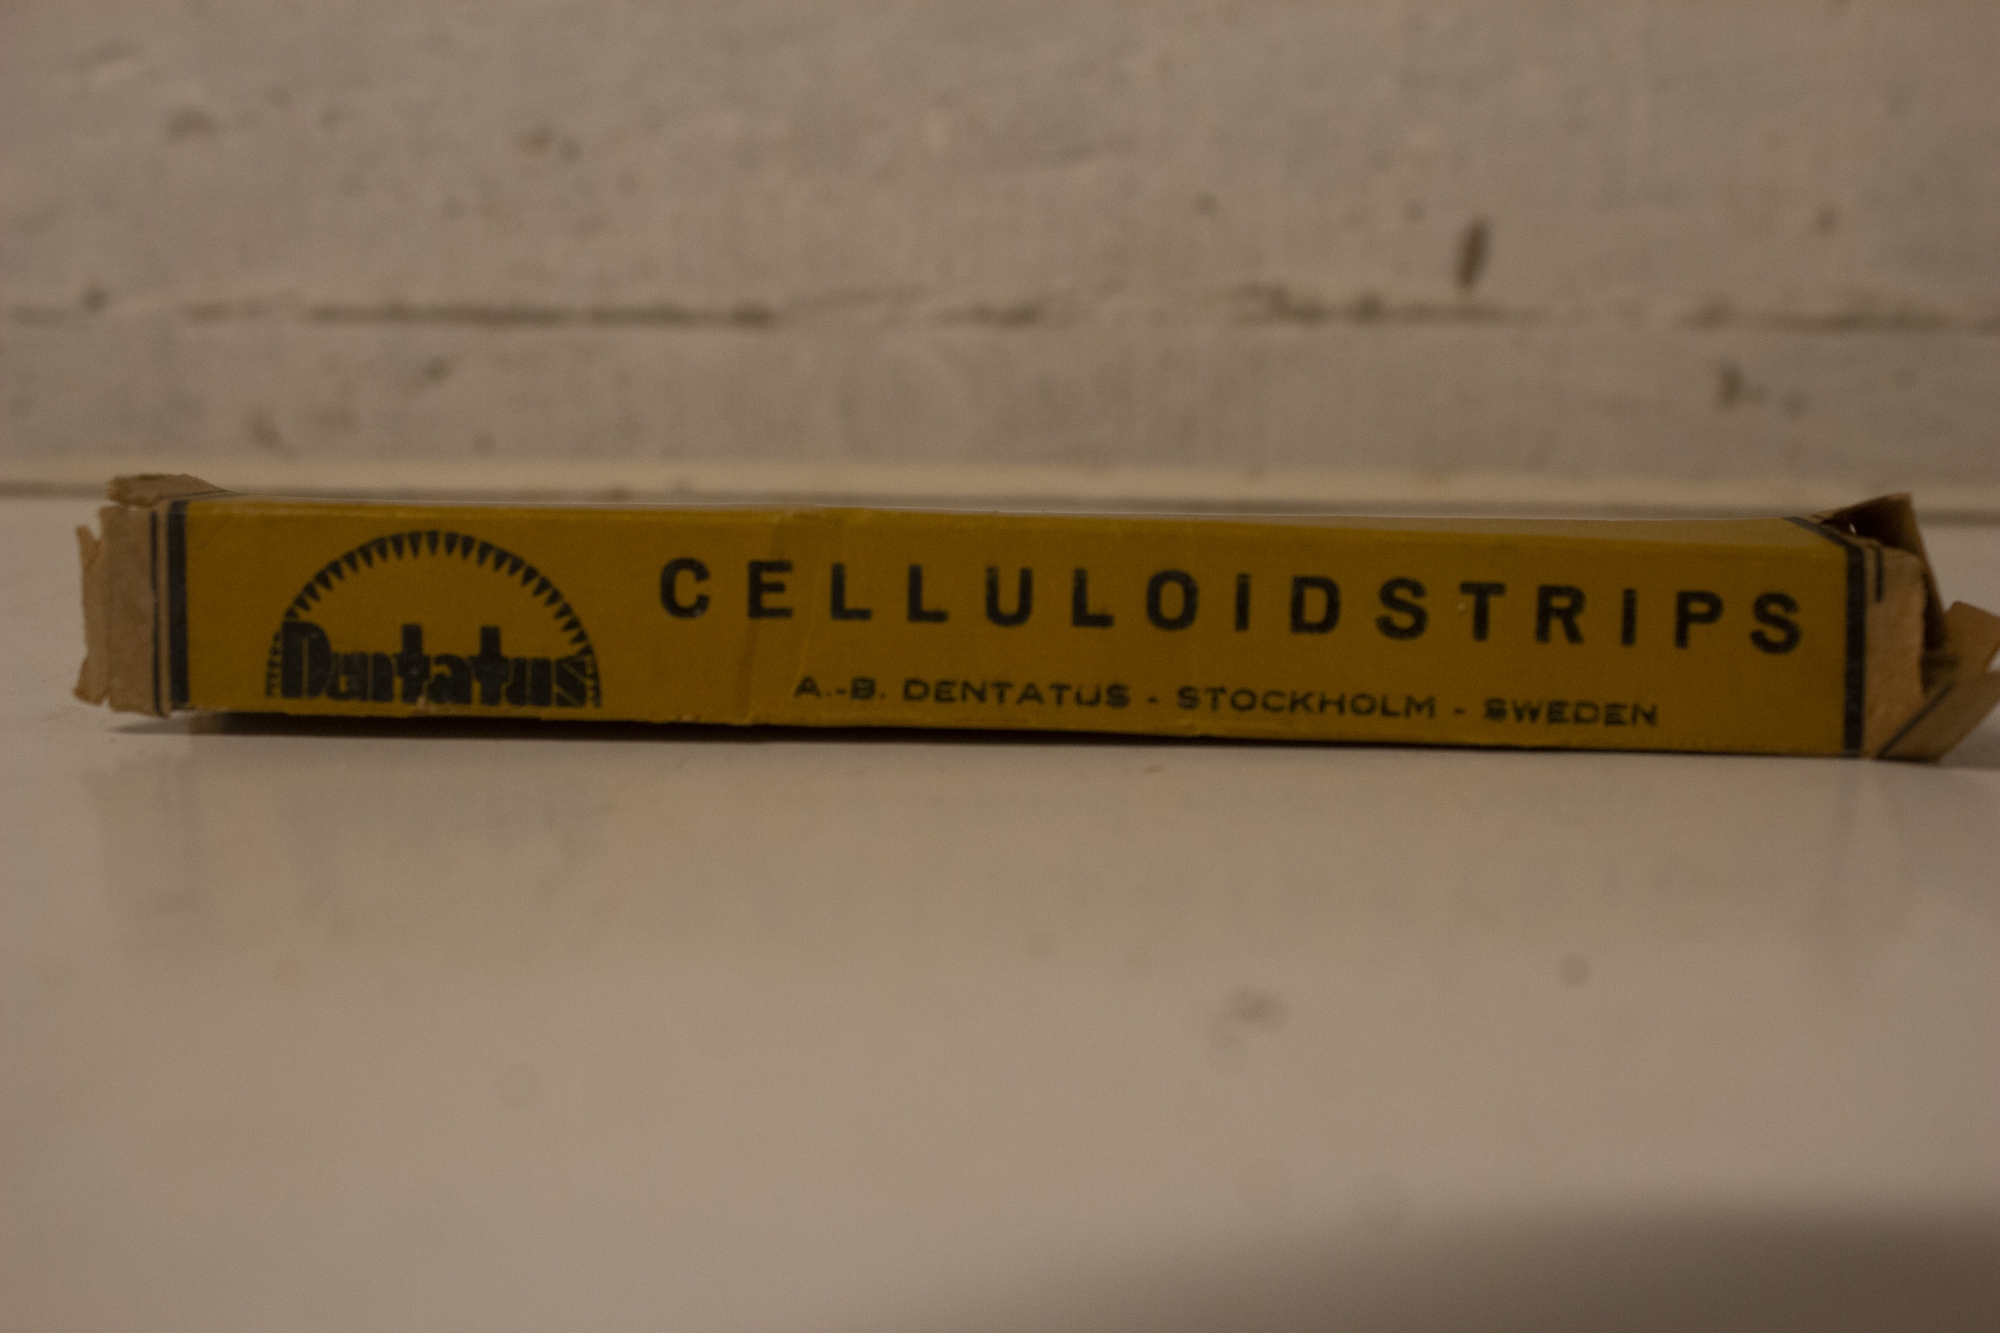 Dentatus
CELLULOIDSTRIPS
A.-B. DENTATUS - STOCKHOLM - SWEDEN